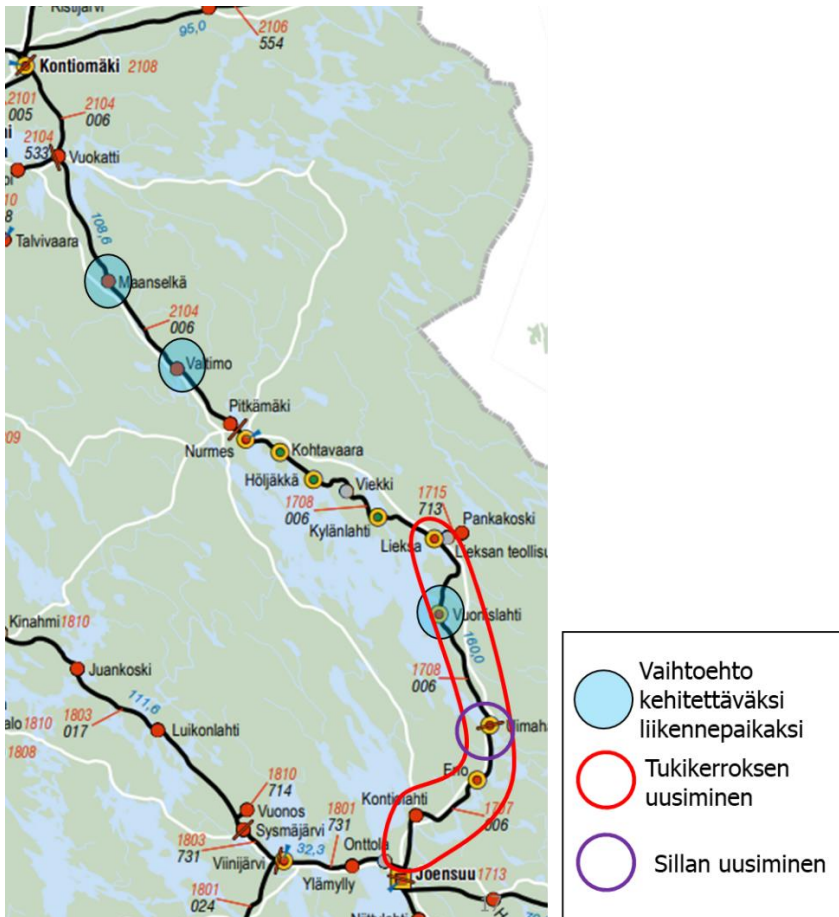 Ristijärvi
95,0
2106
554
Kontiomäki 2108
2101
005
2104
006
2104
533
Vuokatti
Talvivaara
108,6
Maanselkä
2104
006
Valtimo
Pitkämäki
Nurmes
Kohtavaara
Höljäkkä
Viekki
1708
006
Kylänlahti
1715
713
Pankakoski
Lieksa
Lieksan teollisu
Vuonislahti
160,0
Kinahmi 1810
1708
006
Juankoski
111,6
1803
017
alo 1810
1808
Luikonlahti
Uimaha
Eno
1810
714
Vuonos
Sysmäjärvi
Kontiolahti
1707
006
1803
731
1801
731
Onttola
Viinijärvi
32,3
Ylämylly
Joensuu 1713
1801
024
Vaihtoehto
kehitettäväksi
liikennepaikaksi
Tukikerroksen
uusiminen
Sillan uusiminen